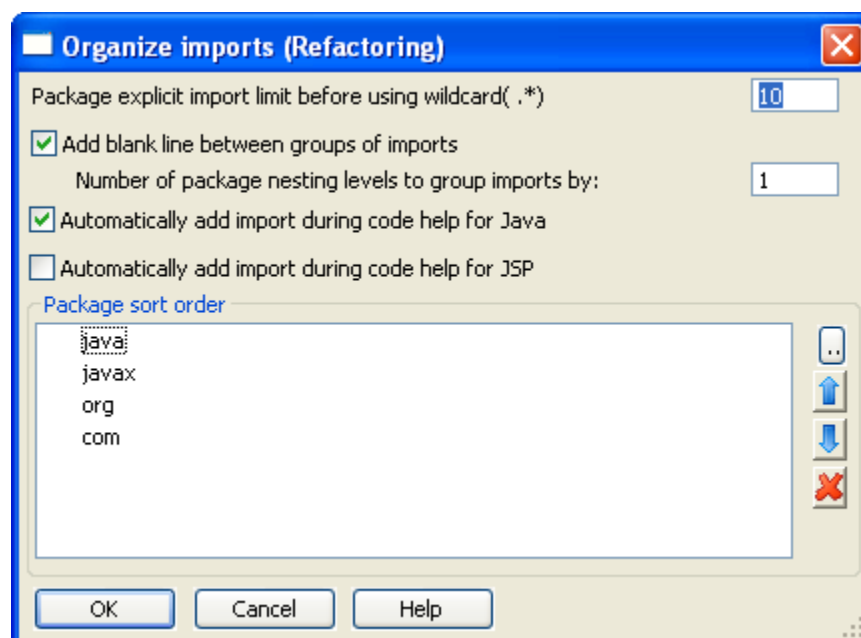 Organize imports (Refactoring)
Package explicit import limit before using wildcard( .*)
10
Add blank line between groups of imports
Number of package nesting levels to group imports by:
1
Automatically add import during code help for Java
Automatically add import during code help for JSP
Package sort order
java
..
javax
org
com
OK
Cancel
Help